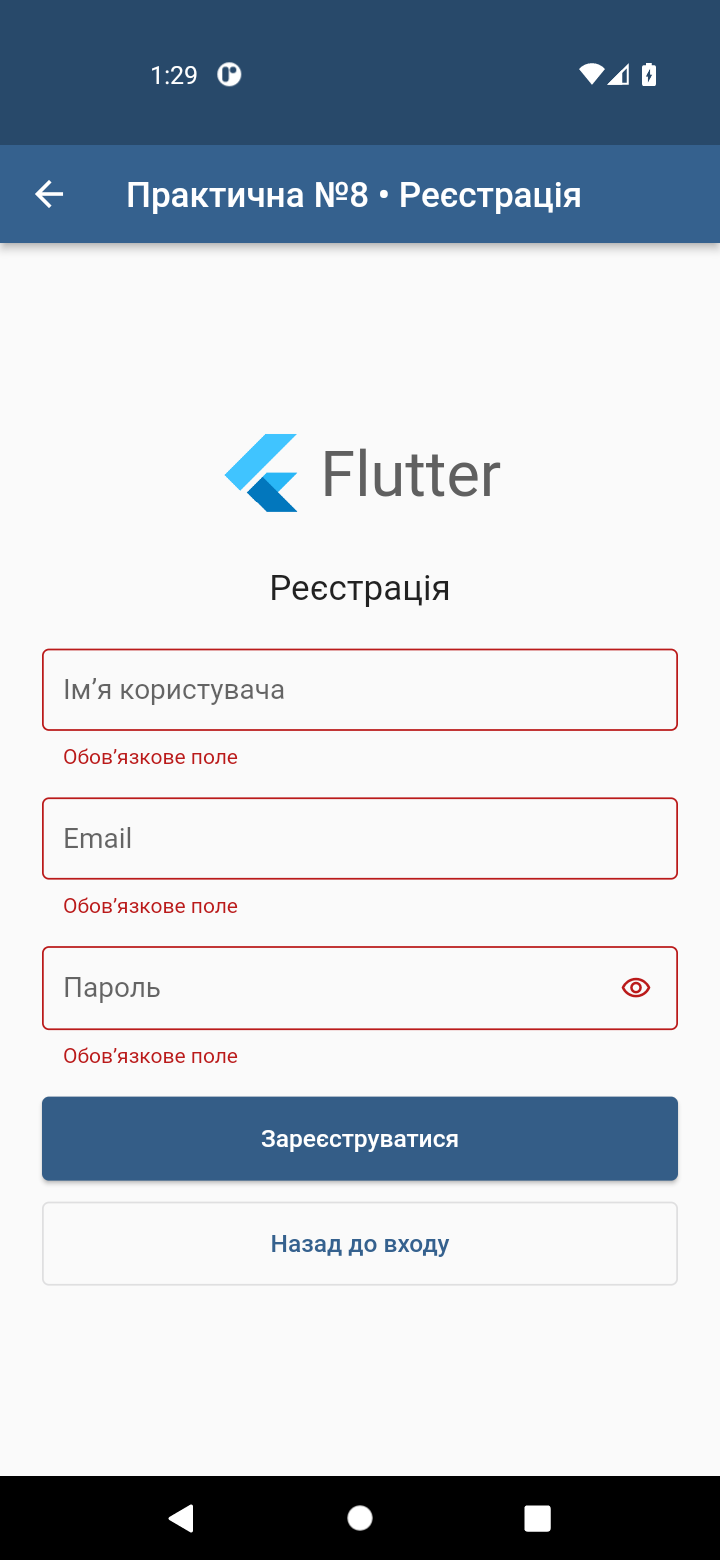 1:29
Практична №8 • Реєстрація
Flutter
Реєстрація
Ім’я користувача
Обов’язкове поле
Email
Обов’язкове поле
Пароль
Обов’язкове поле
Зареєструватися
Назад до входу